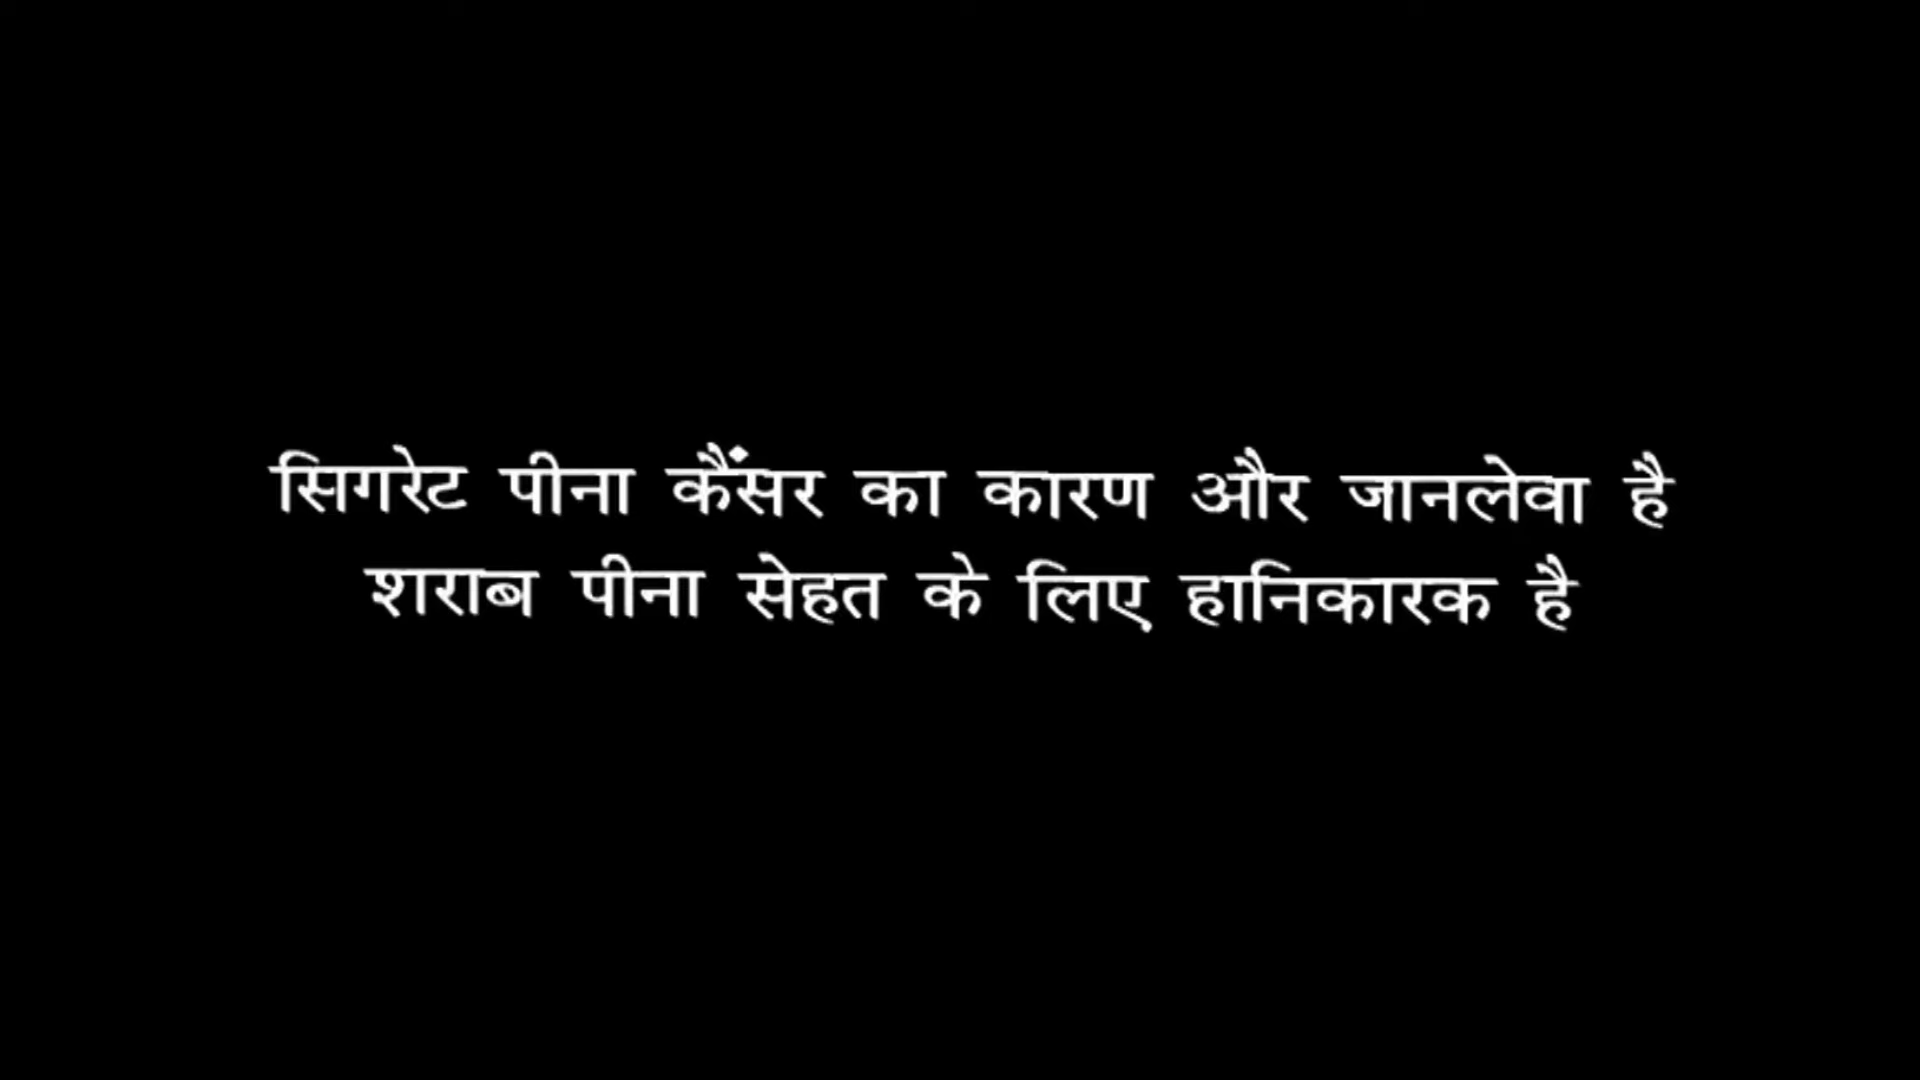 सिगरेट पीना कैंसर का कारण और जानलेवा है
शराब पीना सेहत के लिए हानिकारक है